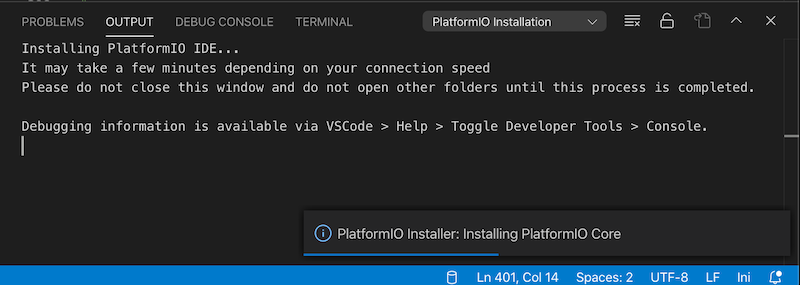 PROBLEMS OUTPUT DEBUG CONSOLE TERMINAL PlatformIO Installation
Installing PlatformIO IDE...
It may take a few minutes depending on your connection speed
Please do not close this window and do not open other folders until this process is completed.
Debugging information is available via VSCode > Help > Toggle Developer Tools > Console.
PlatformIO Installer: Installing PlatformIO Core
Ln 401, Col 14 Spaces: 2 UTF-8 LF Ini